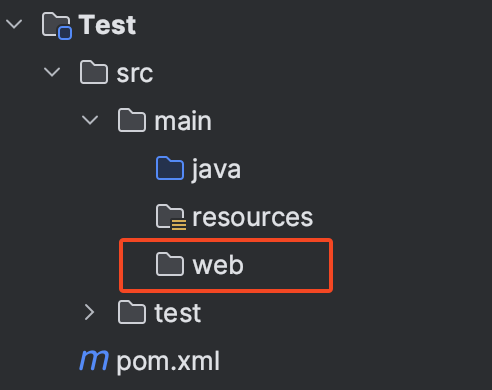 Test
src
main
java
resources
web
test
m pom.xml